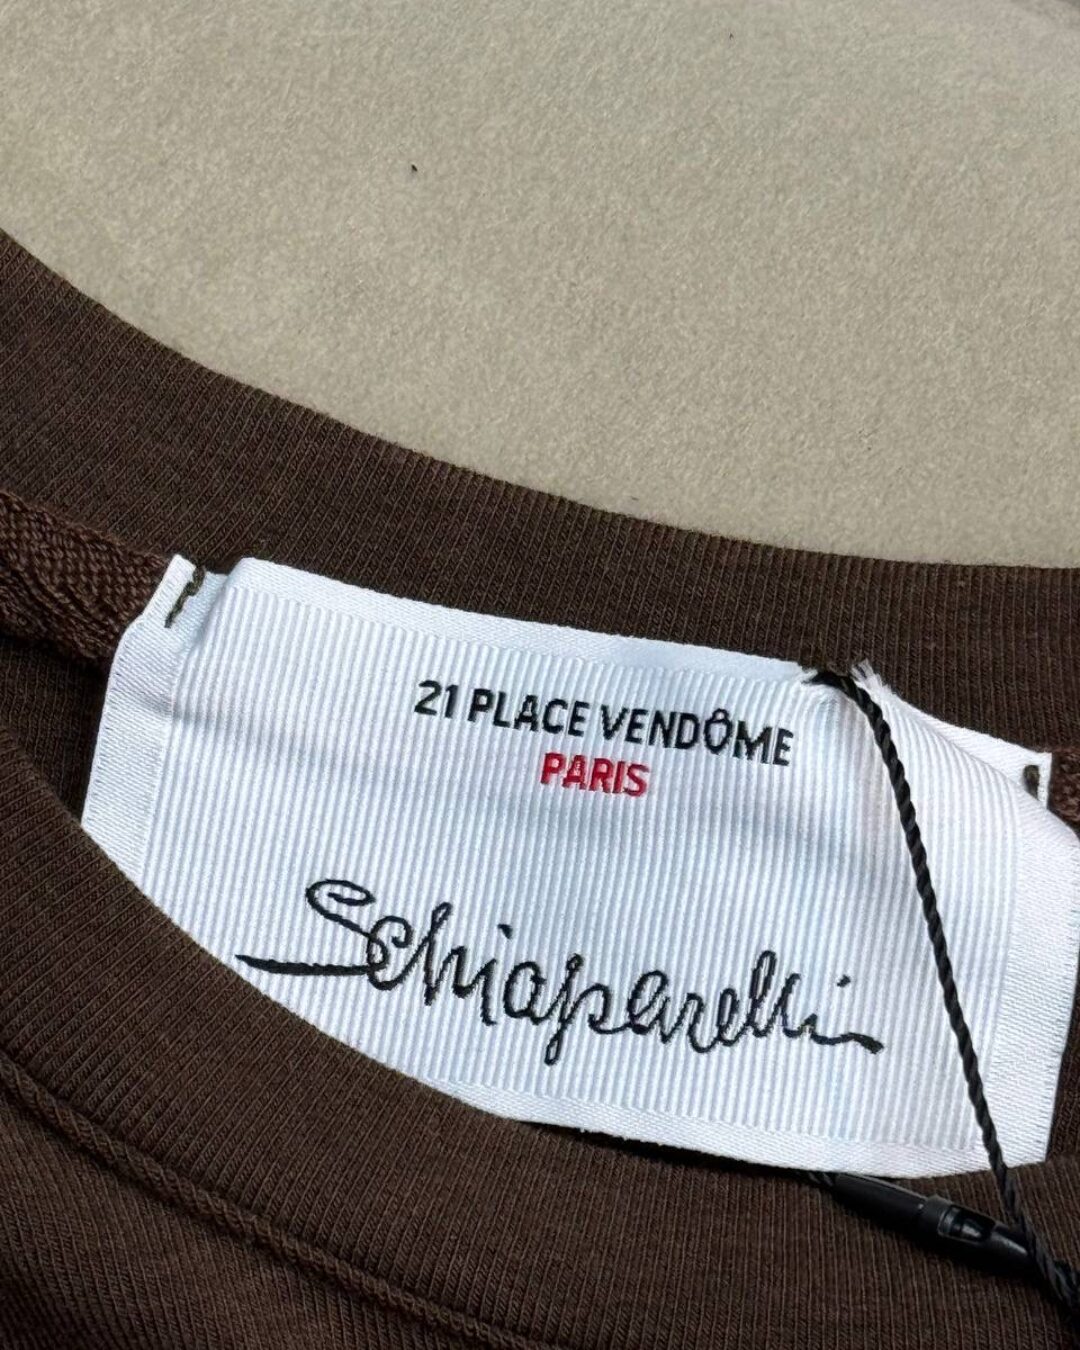 21 PLACE VENDÔME
PARIS
Schiaparelli